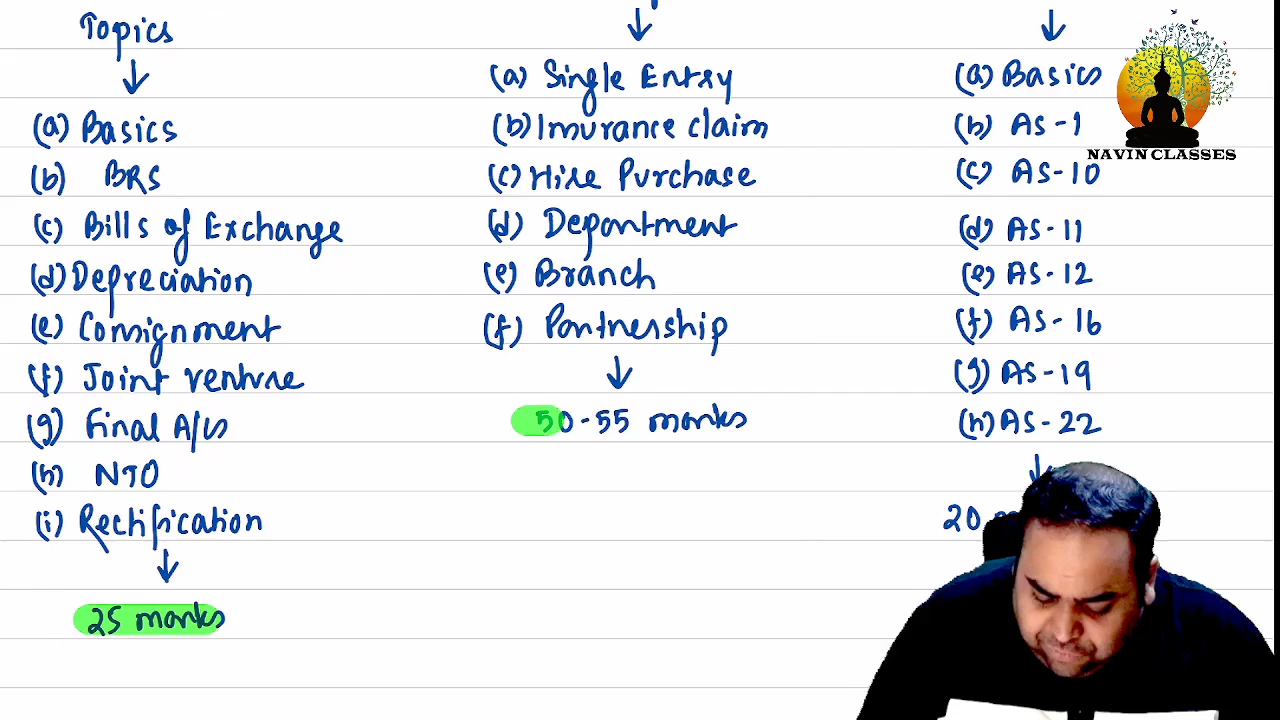 Topics
(a) Basics
(b) BRS
(c) Bills of Exchange
(d) Depreciation
(e) Consignment
(f) Joint venture
(g) Final A/cs
(h) NTO
(i) Rectification
25 marks
(a) Single Entry
(b) Insurance claim
(c) Hire Purchase
(d) Department
(e) Branch
(f) Partnership
50-55 marks
(a) Basics
(b) AS-1
(c) AS-10
(d) AS-11
(e) AS-12
(f) AS-16
(g) AS-19
(h) AS-22
20
NAVIN CLASSES